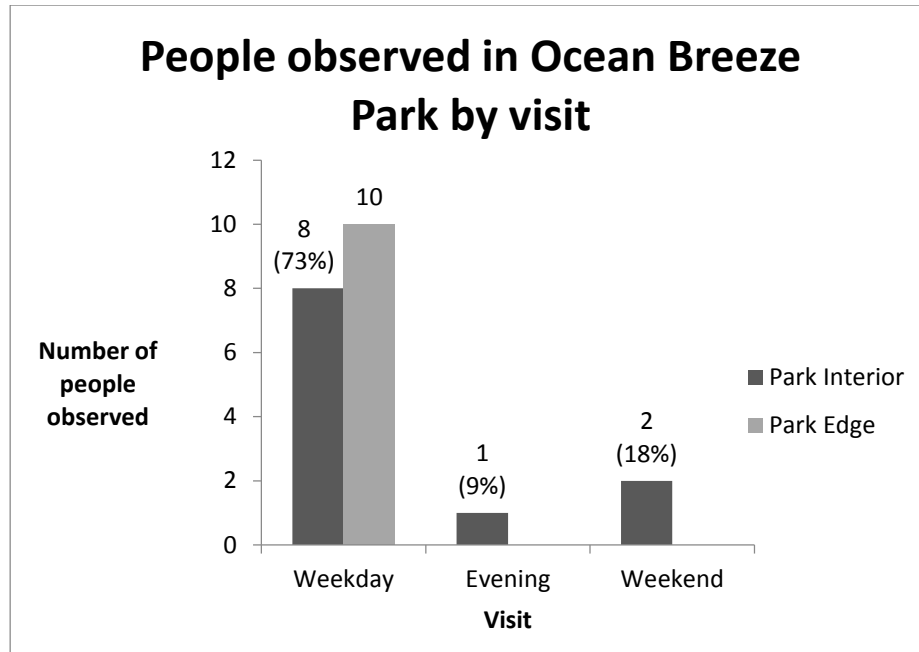 People observed in Ocean Breeze
Park by visit
12
10
8
6
4
2
0
Number of
people
observed
8
(73%)
10
1
(9%)
2
(18%)
Weekday
Evening
Weekend
Visit
Park Interior
Park Edge